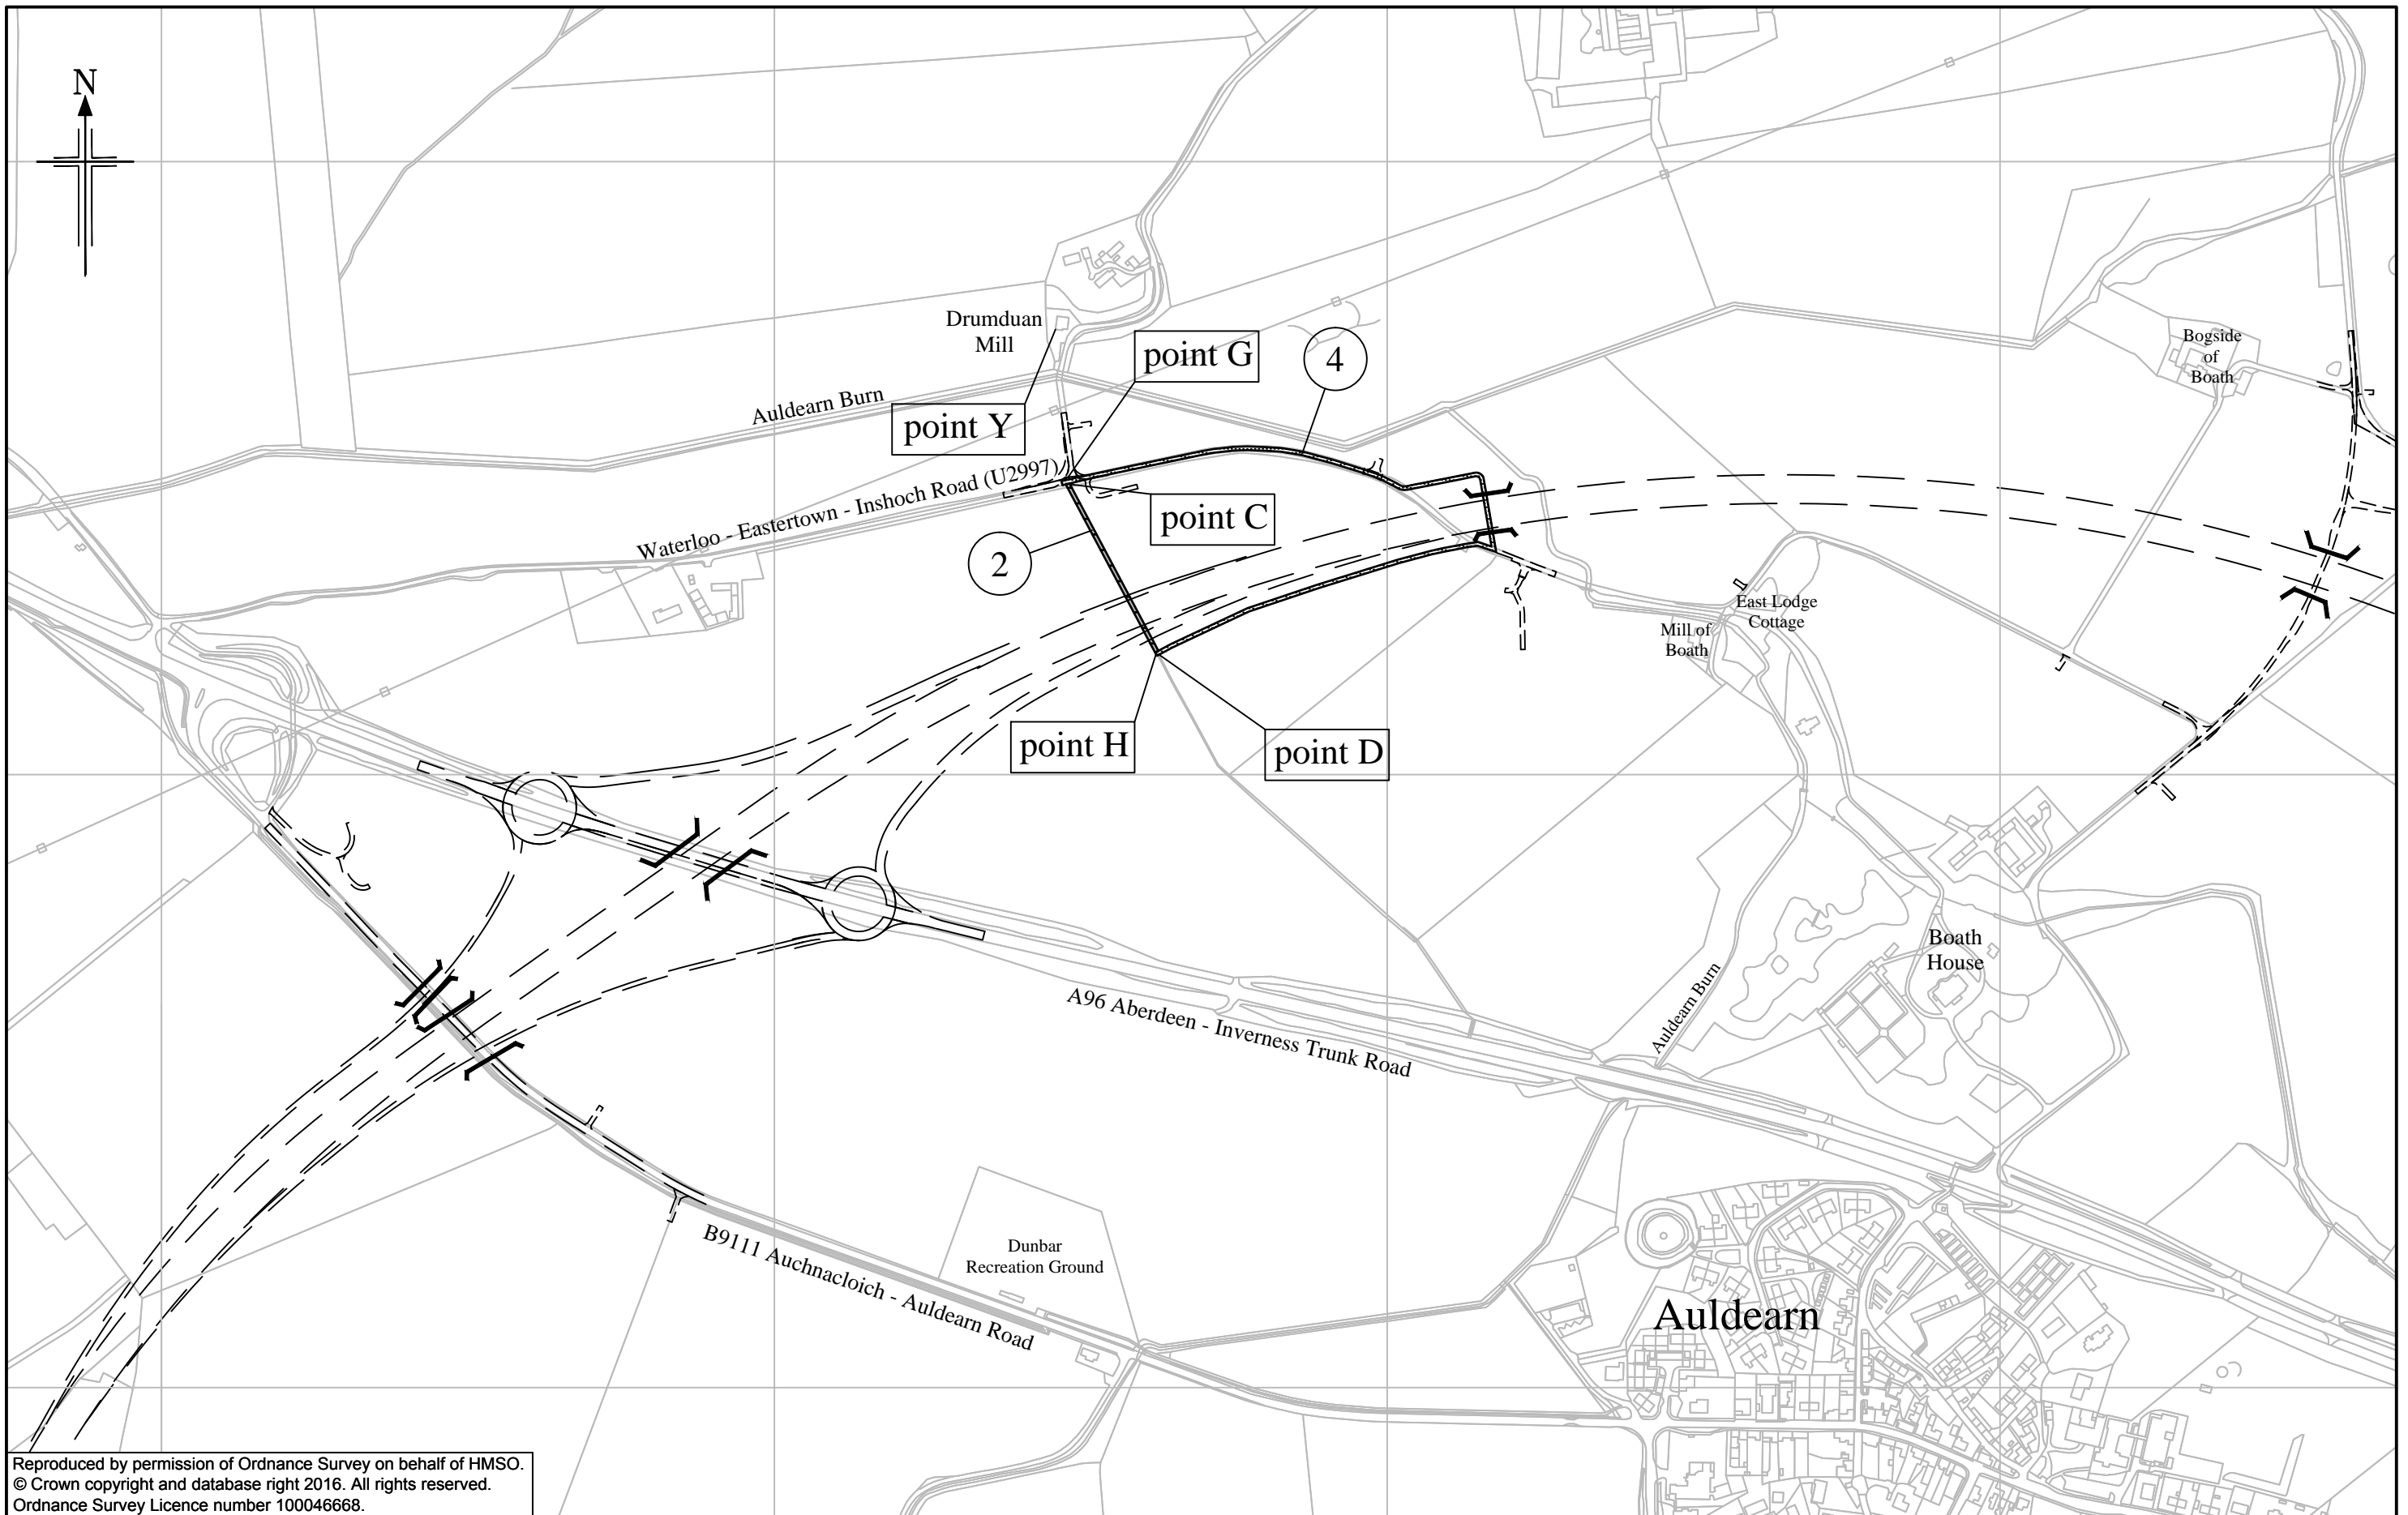 N
Drumduan
Mill
point G
4
Bogside
of
Boath
Auldearn Burn
point Y
Waterloo - Eastertown - Inshoch Road (U2997)
point C
2
East Lodge
Cottage
Mill of
Boath
point H
point D
Boath
House
Auldearn Burn
A96 Aberdeen - Inverness Trunk Road
B9111 Auchnacloich - Auldearn Road
Dunbar
Recreation Ground
Auldearn
Reproduced by permission of Ordnance Survey on behalf of HMSO.
© Crown copyright and database right 2016. All rights reserved.
Ordnance Survey Licence number 100046668.